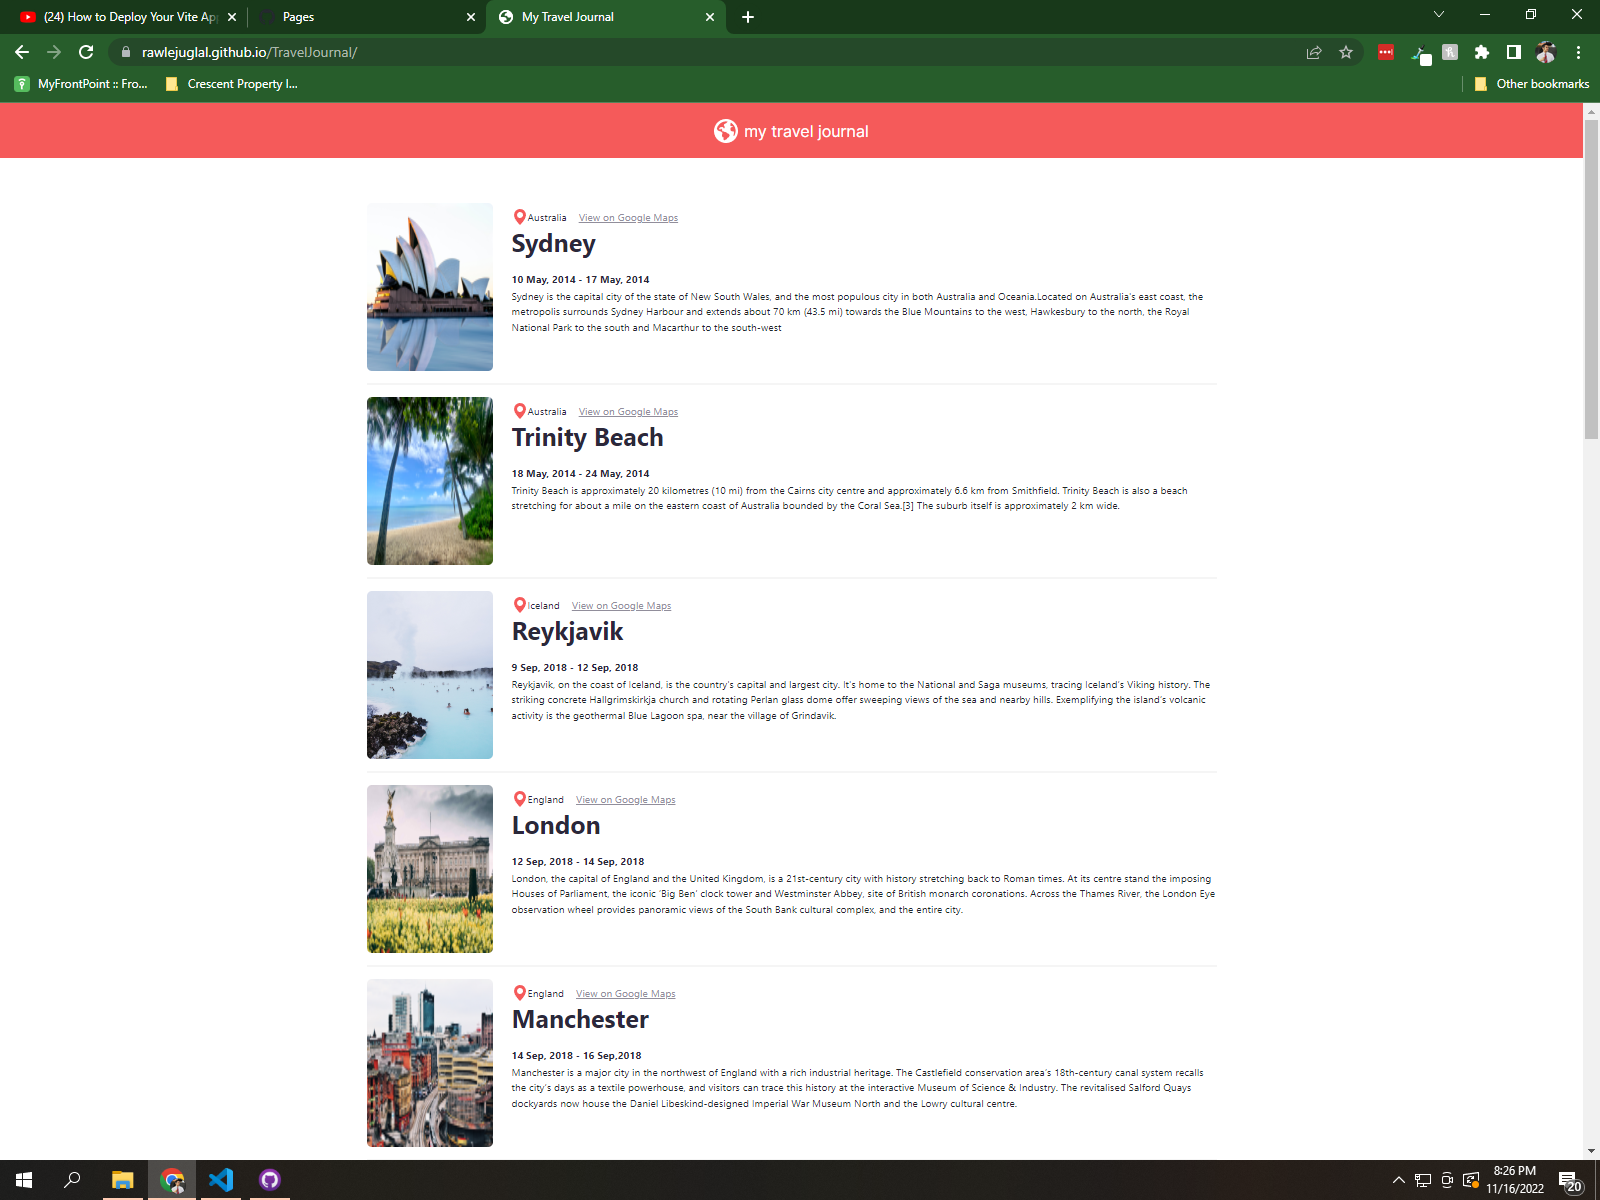 (24) How to Deploy Your Vite Ap
Pages
My Travel Journal
rawlejuglal.github.io/TravelJournal/
MyFrontPoint :: Fro...
Crescent Property I...
Other bookmarks
my travel journal
Australia View on Google Maps
Sydney
10 May, 2014 - 17 May, 2014
Sydney is the capital city of the state of New South Wales, and the most populous city in both Australia and Oceania.Located on Australia's east coast, the
metropolis surrounds Sydney Harbour and extends about 70 km (43.5 mi) towards the Blue Mountains to the west, Hawkesbury to the north, the Royal
National Park to the south and Macarthur to the south-west
Australia View on Google Maps
Trinity Beach
18 May, 2014 - 24 May, 2014
Trinity Beach is approximately 20 kilometres (10 mi) from the Cairns city centre and approximately 6.6 km from Smithfield. Trinity Beach is also a beach
stretching for about a mile on the eastern coast of Australia bounded by the Coral Sea.[3] The suburb itself is approximately 2 km wide.
Iceland View on Google Maps
Reykjavik
9 Sep, 2018 - 12 Sep, 2018
Reykjavik, on the coast of Iceland, is the country's capital and largest city. It's home to the National and Saga museums, tracing Iceland's Viking history. The
striking concrete Hallgrimskirkja church and rotating Perlan glass dome offer sweeping views of the sea and nearby hills. Exemplifying the island's volcanic
activity is the geothermal Blue Lagoon spa, near the village of Grindavik.
England View on Google Maps
London
12 Sep, 2018 - 14 Sep, 2018
London, the capital of England and the United Kingdom, is a 21st-century city with history stretching back to Roman times. At its centre stand the imposing
Houses of Parliament, the iconic 'Big Ben' clock tower and Westminster Abbey, site of British monarch coronations. Across the Thames River, the London Eye
observation wheel provides panoramic views of the South Bank cultural complex, and the entire city.
England View on Google Maps
Manchester
14 Sep, 2018 - 16 Sep,2018
Manchester is a major city in the northwest of England with a rich industrial heritage. The Castlefield conservation area's 18th-century canal system recalls
the city's days as a textile powerhouse, and visitors can trace this history at the interactive Museum of Science & Industry. The revitalised Salford Quays
dockyards now house the Daniel Libeskind-designed Imperial War Museum North and the Lowry cultural centre.
8:26 PM
11/16/2022
20